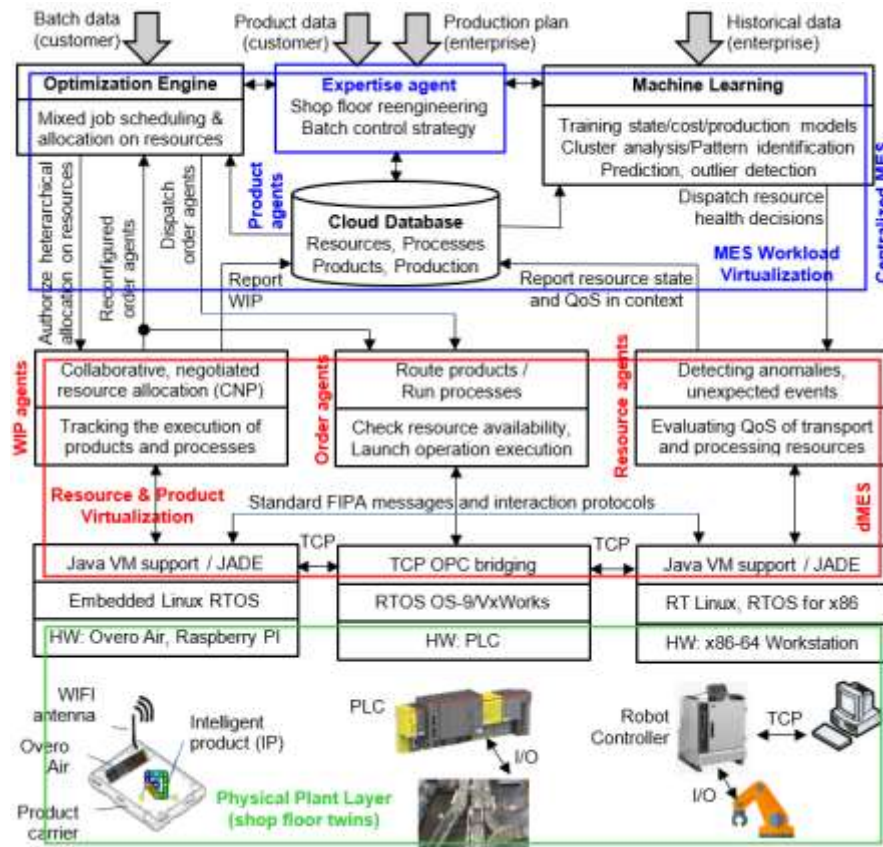 Batch data
(customer)
Product data
(customer)
Production plan
(enterprise)
Historical data
(enterprise)
Optimization Engine
Mixed job scheduling &
allocation on resources
Expertise agent
Shop floor reengineering
Batch control strategy
Machine Learning
Training state/cost/production models
Cluster analysis/Pattern identification
Prediction, outlier detection
Centralized MES
Authorize heterarchical
allocation on resources
Reconfigured
order agents
Dispatch
order agents
Product
agents
Cloud Database
Resources, Processes
Products, Production
Dispatch resource
health decisions
MES Workload
Virtualization
Report
WIP
Report resource state
and QoS in context
WIP agents
Collaborative, negotiated
resource allocation (CNP)
Tracking the execution of
products and processes
Order agents
Route products /
Run processes
Check resource availability,
Launch operation execution
Resource agents
Detecting anomalies,
unexpected events
Evaluating QoS of transport
and processing resources
Resource & Product
Virtualization
Standard FIPA messages and interaction protocols
dMES
Java VM support / JADE
Embedded Linux RTOS
HW: Overo Air, Raspberry PI
TCP
TCP OPC bridging
RTOS OS-9/VxWorks
HW: PLC
TCP
Java VM support / JADE
RT Linux, RTOS for x86
HW: x86-64 Workstation
WIFI
antenna
Overo
Air
Intelligent
product (IP)
Product
carrier
Physical Plant Layer
(shop floor twins)
PLC
I/O
Robot
Controller
TCP
I/O